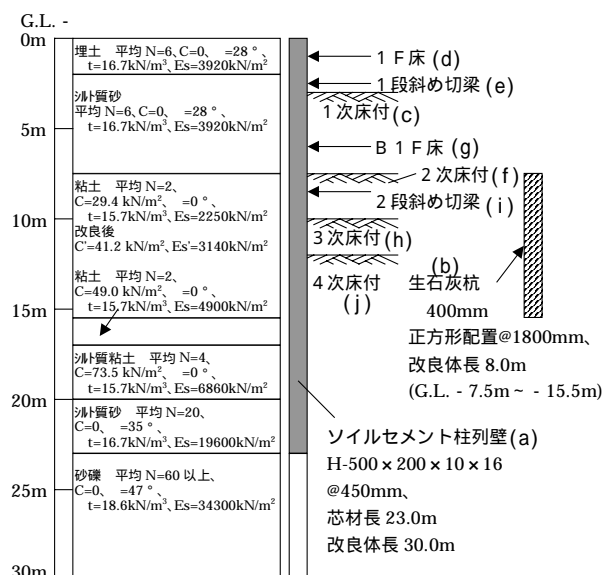 G.L. -
0m
5m
10m
15m
20m
25m
30m
埋土 平均 N=6、C=0、 =28 °、
t=16.7kN/m³、Es=3920kN/m²
ｼﾙﾄ質砂
平均 N=6、C=0、 =28 °、
t=16.7kN/m³、Es=3920kN/m²
粘土 平均 N=2、
C=29.4 kN/m²、 =0 °、
t=15.7kN/m³、Es=2250kN/m²
改良後
C'=41.2 kN/m²、Es'=3140kN/m²
粘土 平均 N=2、
C=49.0 kN/m²、 =0 °、
t=15.7kN/m³、Es=4900kN/m²
ｼﾙﾄ質粘土 平均 N=4、
C=73.5 kN/m²、 =0 °、
t=15.7kN/m³、Es=6860kN/m²
ｼﾙﾄ質砂 平均 N=20、
C=0、 =35 °、
t=16.7kN/m³、Es=19600kN/m²
砂礫 平均 N=60 以上、
C=0、 =47 °、
t=18.6kN/m³、Es=34300kN/m²
1 F床 (d)
1 段斜め切梁 (e)
1 次床付 (c)
B 1 F床 (g)
2 次床付 (f)
2 段斜め切梁 (i)
3 次床付 (h)
4 次床付
(j)
(b)
生石灰杭
400mm
正方形配置@1800mm、
改良体長 8.0m
(G.L. - 7.5m ~ - 15.5m)
ソイルセメント柱列壁 (a)
H-500 × 200 × 10 × 16
@450mm、
芯材長 23.0m
改良体長 30.0m